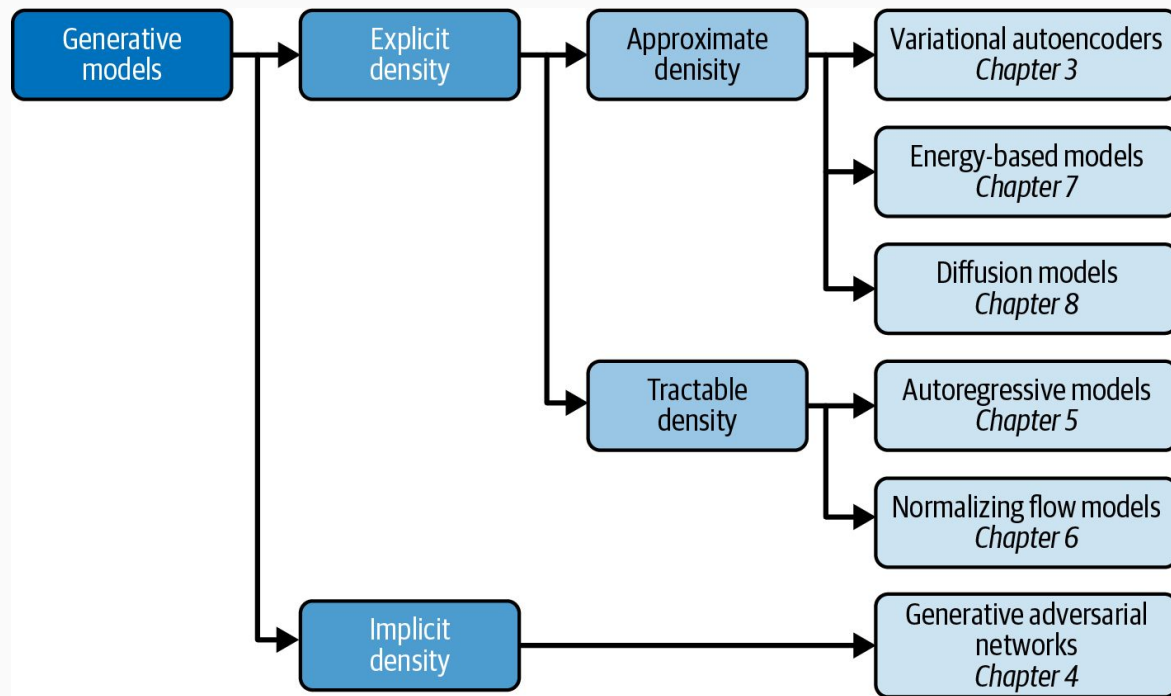 Generative
models
Explicit
density
Approximate
denisity
Variational autoencoders
Chapter 3
Energy-based models
Chapter 7
Diffusion models
Chapter 8
Tractable
density
Autoregressive models
Chapter 5
Normalizing flow models
Chapter 6
Implicit
density
Generative adversarial
networks
Chapter 4